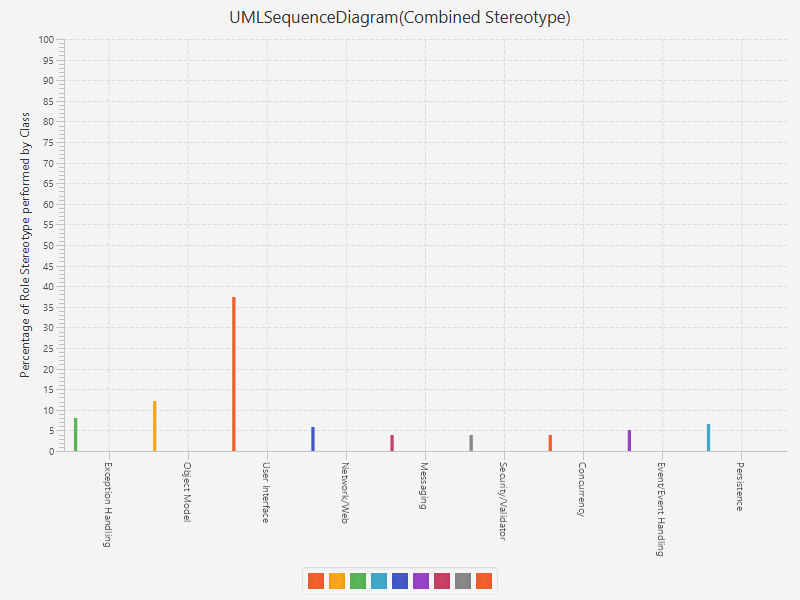 UMLSequenceDiagram(Combined Stereotype)
Percentage of Role Stereotype performed by Class
100
95
90
85
80
75
70
65
60
55
50
45
40
35
30
25
20
15
10
5
0
Exception Handling
Object Model
User Interface
Network/Web
Messaging
Security/Validator
Concurrency
Event/Event Handling
Persistence